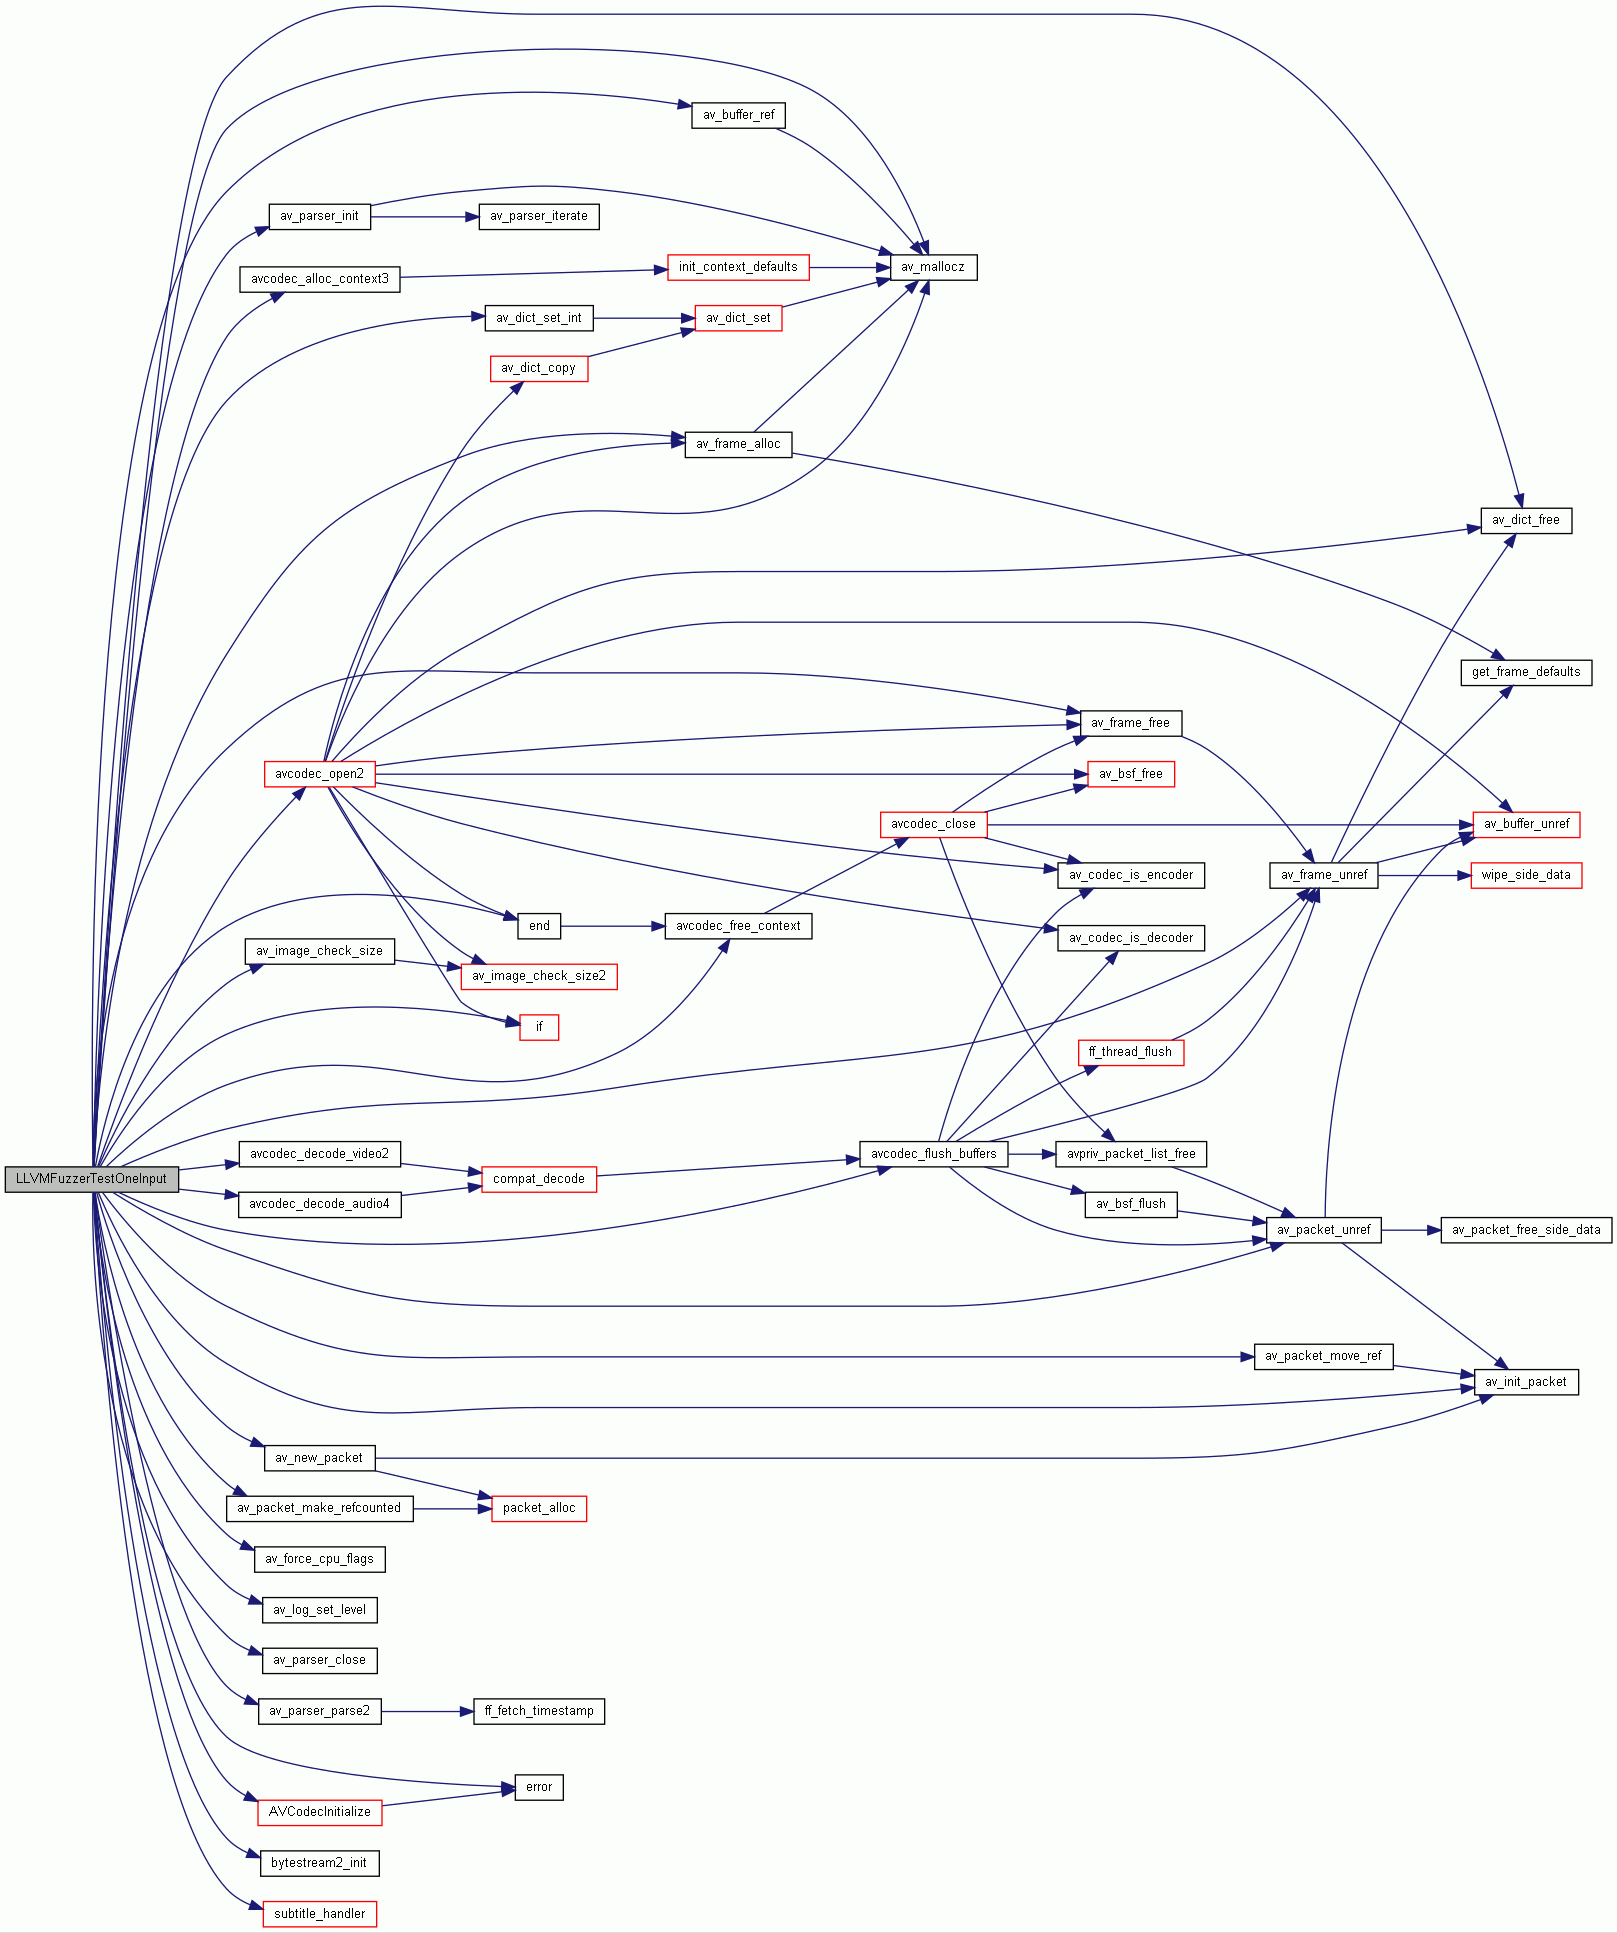 av_buffer_ref
av_parser_init
av_parser_iterate
avcodec_alloc_context3
init_context_defaults
av_mallocz
av_dict_set_int
av_dict_set
av_dict_copy
av_frame_alloc
av_dict_free
get_frame_defaults
av_frame_free
avcodec_open2
av_bsf_free
avcodec_close
av_buffer_unref
av_codec_is_encoder
av_frame_unref
wipe_side_data
end
avcodec_free_context
av_codec_is_decoder
av_image_check_size
av_image_check_size2
if
ff_thread_flush
avcodec_decode_video2
avcodec_flush_buffers
avpriv_packet_list_free
LLVMFuzzerTestOneInput
compat_decode
avcodec_decode_audio4
av_bsf_flush
av_packet_unref
av_packet_free_side_data
av_packet_move_ref
av_init_packet
av_new_packet
av_packet_make_refcounted
packet_alloc
av_force_cpu_flags
av_log_set_level
av_parser_close
av_parser_parse2
ff_fetch_timestamp
error
AVCodecInitialize
bytestream2_init
subtitle_handler